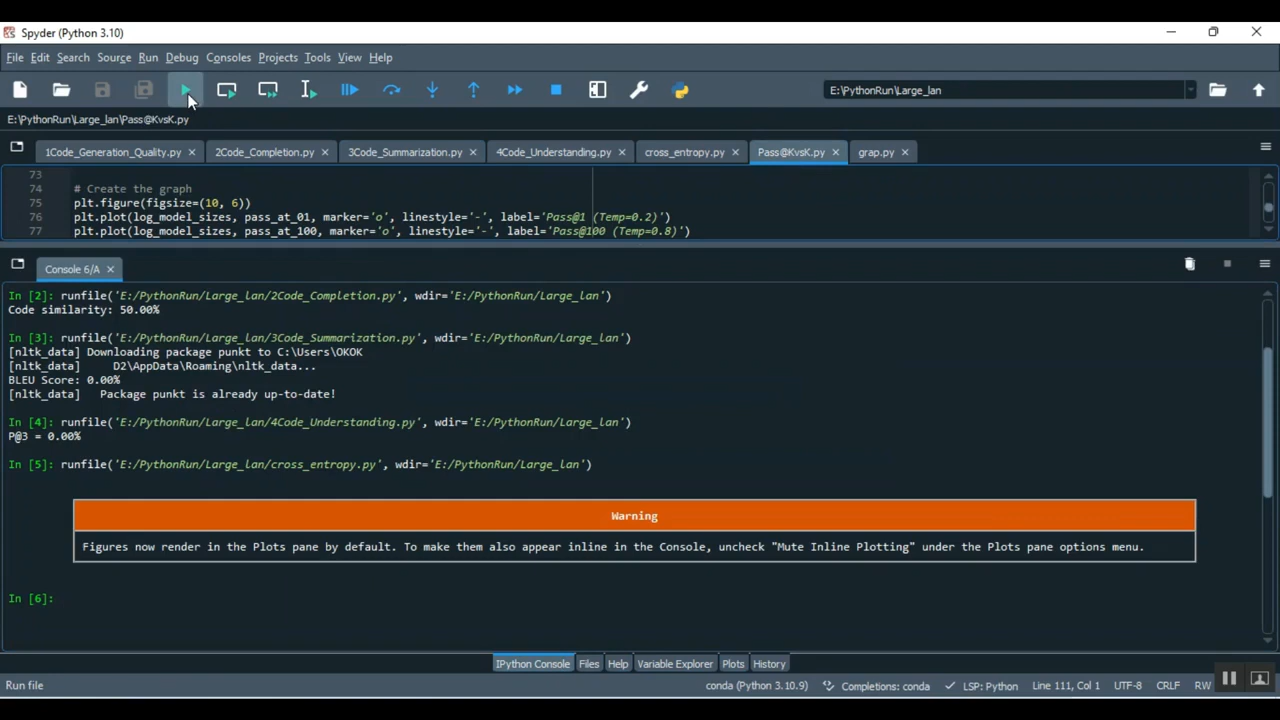 Spyder (Python 3.10)
File Edit Search Source Run Debug Consoles Projects Tools View Help
E:\PythonRun\Large_lan
E:\PythonRun\Large_lan\Pass@KvsK.py
1Code_Generation_Quality.py 2Code_Completion.py 3Code_Summarization.py 4Code_Understanding.py cross_entropy.py Pass@KvsK.py grap.py
73
74 # Create the graph
75 plt.figure(figsize=(10, 6))
76 plt.plot(log_model_sizes, pass_at_01, marker='o', linestyle='-', label='Pass@1 (Temp=0.2)')
77 plt.plot(log_model_sizes, pass_at_100, marker='o', linestyle='-', label='Pass@100 (Temp=0.8)')
Console 6/A
In [2]: runfile('E:/PythonRun/Large_lan/2Code_Completion.py', wdir='E:/PythonRun/Large_lan')
Code similarity: 50.00%
In [3]: runfile('E:/PythonRun/Large_lan/3Code_Summarization.py', wdir='E:/PythonRun/Large_lan')
[nltk_data] Downloading package punkt to C:\Users\OKOK
[nltk_data] D2\AppData\Roaming\nltk_data...
BLEU Score: 0.00%
[nltk_data] Package punkt is already up-to-date!
In [4]: runfile('E:/PythonRun/Large_lan/4Code_Understanding.py', wdir='E:/PythonRun/Large_lan')
P@3 = 0.00%
In [5]: runfile('E:/PythonRun/Large_lan/cross_entropy.py', wdir='E:/PythonRun/Large_lan')
Warning
Figures now render in the Plots pane by default. To make them also appear inline in the Console, uncheck "Mute Inline Plotting" under the Plots pane options menu.
In [6]:
IPython Console Files Help Variable Explorer Plots History
Run file conda (Python 3.10.9) Completions: conda LSP: Python Line 111, Col 1 UTF-8 CRLF RW